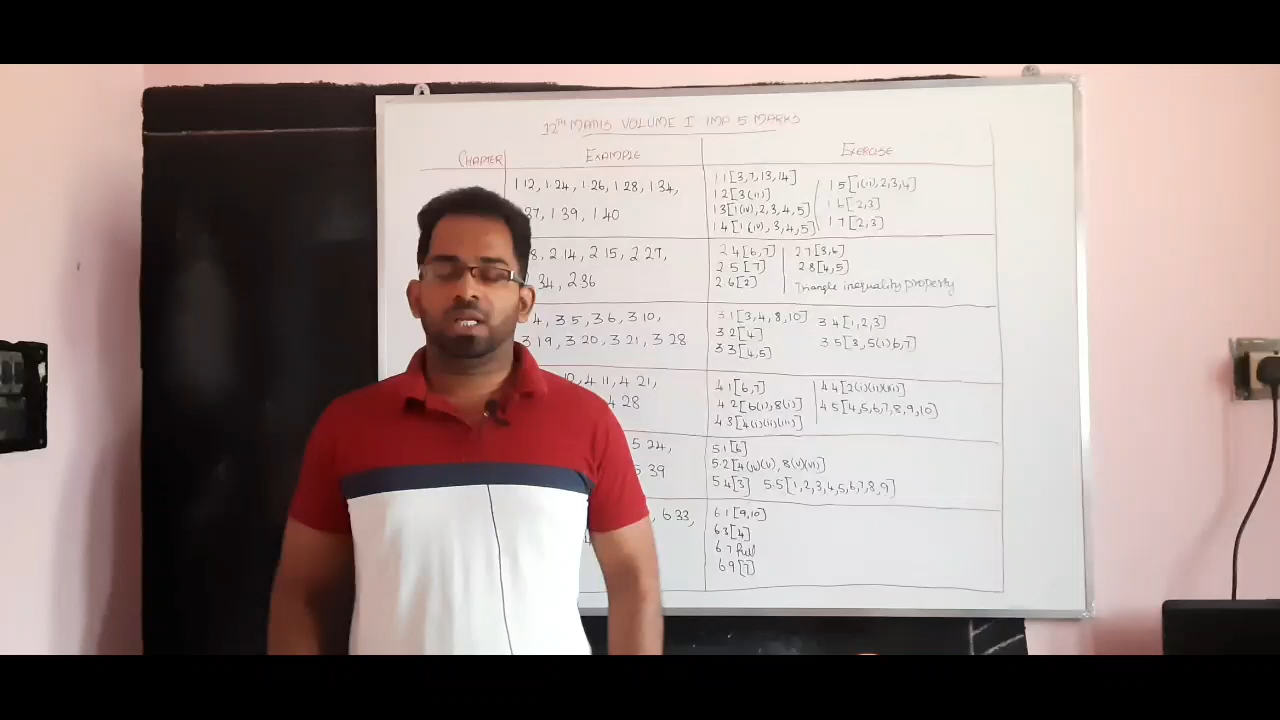 12TH MATHS VOLUME I IMP 5 MARKS
CHAPTER EXAMPLE EXERCISE
1 12, 1 24, 1 26, 1 28, 1 34,
37, 1 39, 1 40
1 1 [3, 7, 13, 14]
1 2 [3(iii)]
1 3 [1(iv), 2, 3, 4, 5]
1 4 [1(iv), 3, 4, 5]
1 5 [1(ii), 2, 3, 4]
1 6 [2, 3]
1 7 [2, 3]
8, 2 14, 2 15, 2 27,
34, 2 36
2 4 [6, 7]
2 5 [7]
2 6 [2]
2 7 [3, 6]
2 8 [4, 5]
Triangle inequality property
4, 3 5, 3 6, 3 10,
3 19, 3 20, 3 21, 3 28
3 1 [3, 4, 8, 10]
3 2 [4]
3 3 [4, 5]
3 4 [1, 2, 3]
3 5 [3, 5(i) 6, 7]
4 11, 4 21,
4 28
4 1 [6, 7]
4 2 [6(i), 8(i)]
4 3 [4(i)(ii)(iii)]
4 4 [2(i)(ii)(iii)]
4 5 [4, 5, 6, 7, 8, 9, 10]
5 24,
5 39
5.1 [6]
5.2 [4(iv)(v), 8(v)(vi)]
5 4 [3] 5.5 [1, 2, 3, 4, 5, 6, 7, 8, 9]
, 6 33,
6 1 [9, 10]
6 3 [4]
6 7 full
6 9 [7]